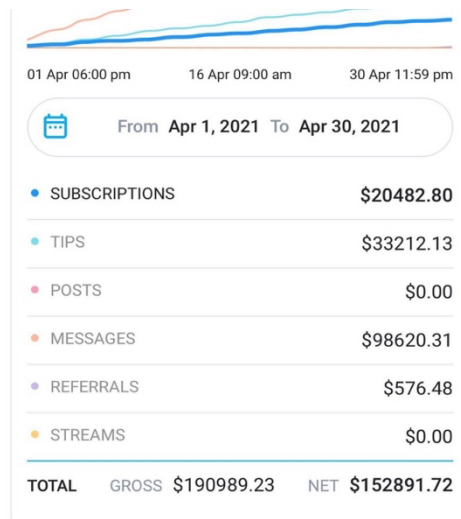 01 Apr 06:00 pm 16 Apr 09:00 am 30 Apr 11:59 pm
From Apr 1, 2021 To Apr 30, 2021
SUBSCRIPTIONS $20482.80
TIPS $33212.13
POSTS $0.00
MESSAGES $98620.31
REFERRALS $576.48
STREAMS $0.00
TOTAL GROSS $190989.23 NET $152891.72